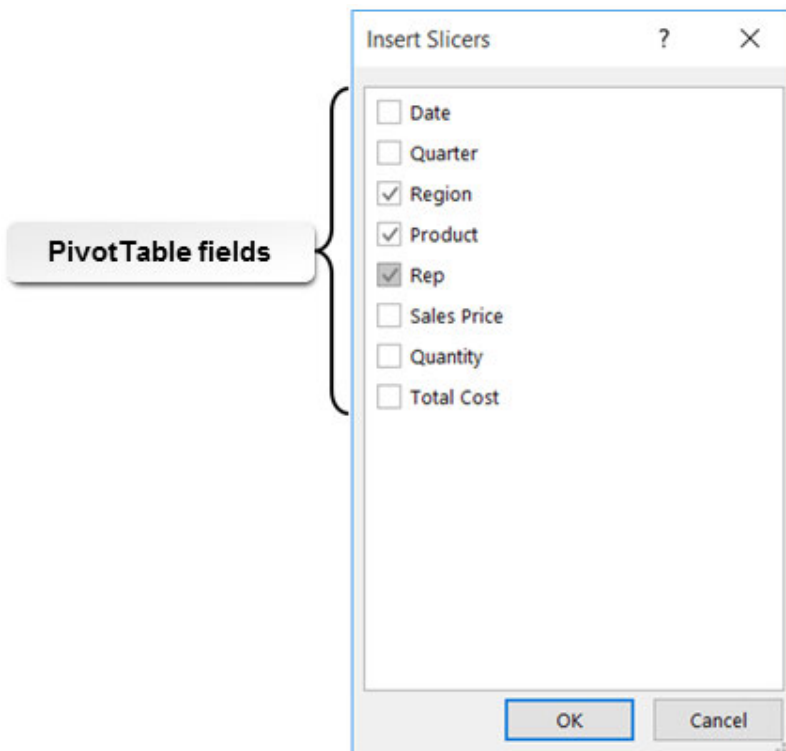 Insert Slicers
?
Date
Quarter
Region
Product
PivotTable fields
Rep
Sales Price
Quantity
Total Cost
OK
Cancel